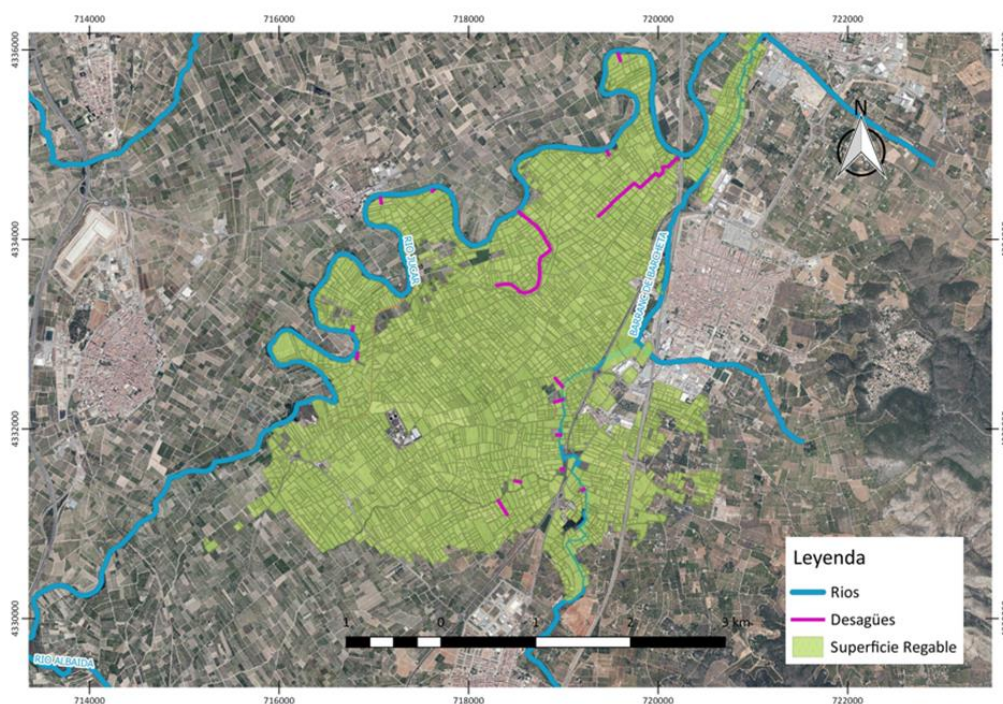 714000 716000 718000 720000 722000
4336000
N
4334000
RIO JUCAR
BARRANC DE BARCHETA
4332000
Leyenda
Rios
Desagües
Superficie Regable
4330000
1 0 1 2 3 km
RIO ALBAIDA
714000 716000 718000 720000 722000